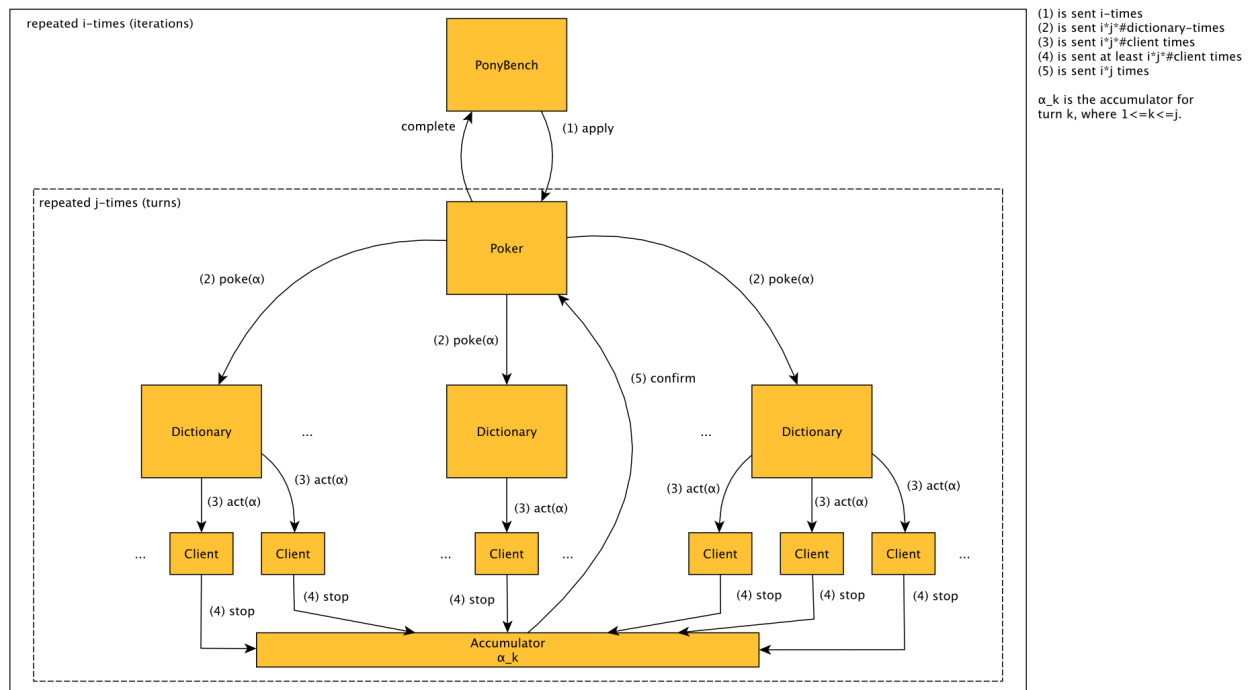 repeated i-times (iterations)
(1) is sent i-times
(2) is sent i*j*#dictionary-times
(3) is sent i*j*#client times
(4) is sent at least i*j*#client times
(5) is sent i*j times
α_k is the accumulator for
turn k, where 1<=k<=j.
PonyBench
complete
(1) apply
repeated j-times (turns)
Poker
(2) poke(α)
(2) poke(α)
(2) poke(α)
(5) confirm
Dictionary
...
Dictionary
...
Dictionary
(3) act(α)
(3) act(α)
(3) act(α)
(3) act(α)
(3) act(α)
(3) act(α)
...
Client
Client
...
Client
...
Client
Client
Client
...
(4) stop
(4) stop
(4) stop
(4) stop
(4) stop
(4) stop
Accumulator
α_k